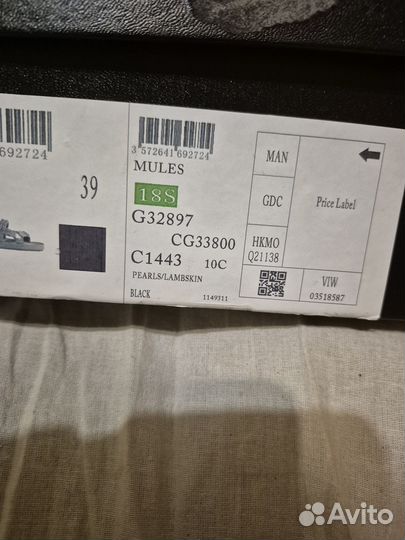 692724
39
3 572641 692724
MULES
18S
G32897
CG33800
C1443 10C
PEARLS/LAMBSKIN
BLACK 1149311
MAN
GDC
HKMO
Q21138
Price Label
VIW
03518587
Avito